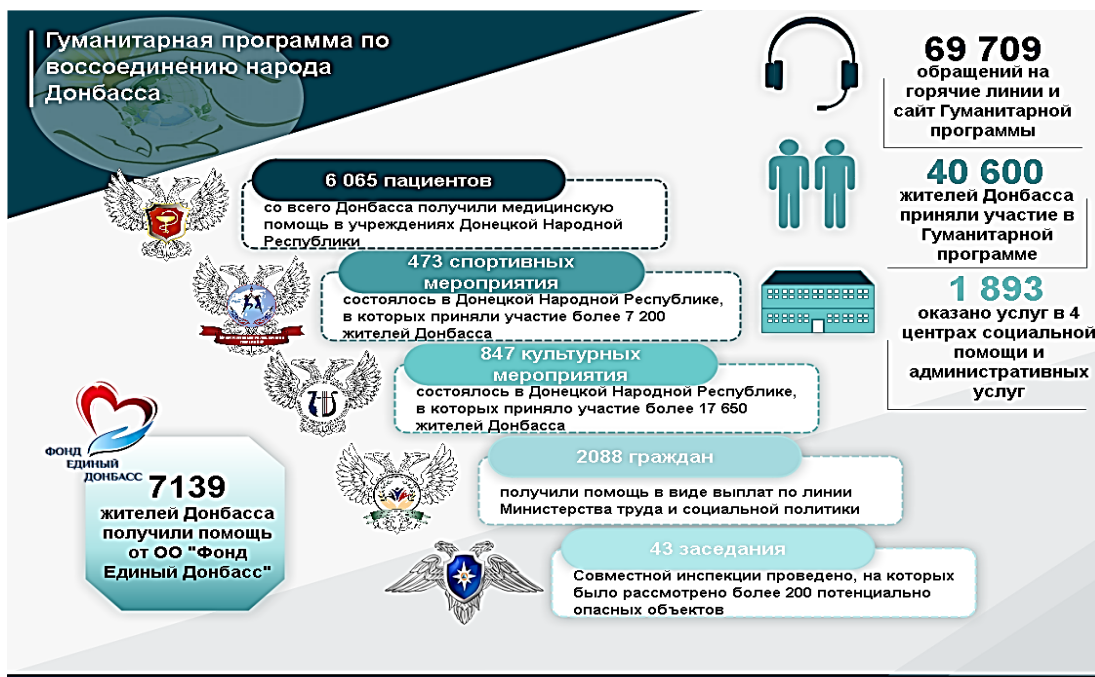 Гуманитарная программа по
воссоединению народа
Донбасса
69 709
обращений на
горячие линии и
сайт Гуманитарной
программы
40 600
жителей Донбасса
приняли участие в
Гуманитарной
программе
1 893
оказано услуг в 4
центрах социальной
помощи и
административных
услуг
6 065 пациентов
со всего Донбасса получили медицинскую
помощь в учреждениях Донецкой Народной
Республики
473 спортивных
мероприятия
состоялось в Донецкой Народной Республике,
в которых приняли участие более 7 200
жителей Донбасса
847 культурных
мероприятия
состоялось в Донецкой Народной Республике,
в которых приняло участие более 17 650
жителей Донбасса
2088 граждан
получили помощь в виде выплат по линии
Министерства труда и социальной политики
43 заседания
Совместной инспекции проведено, на которых
было рассмотрено более 200 потенциально
опасных объектов
ФОНД
ЕДИНЫЙ
ДОНБАСС
7139
жителей Донбасса
получили помощь
от ОО "Фонд
Единый Донбасс"